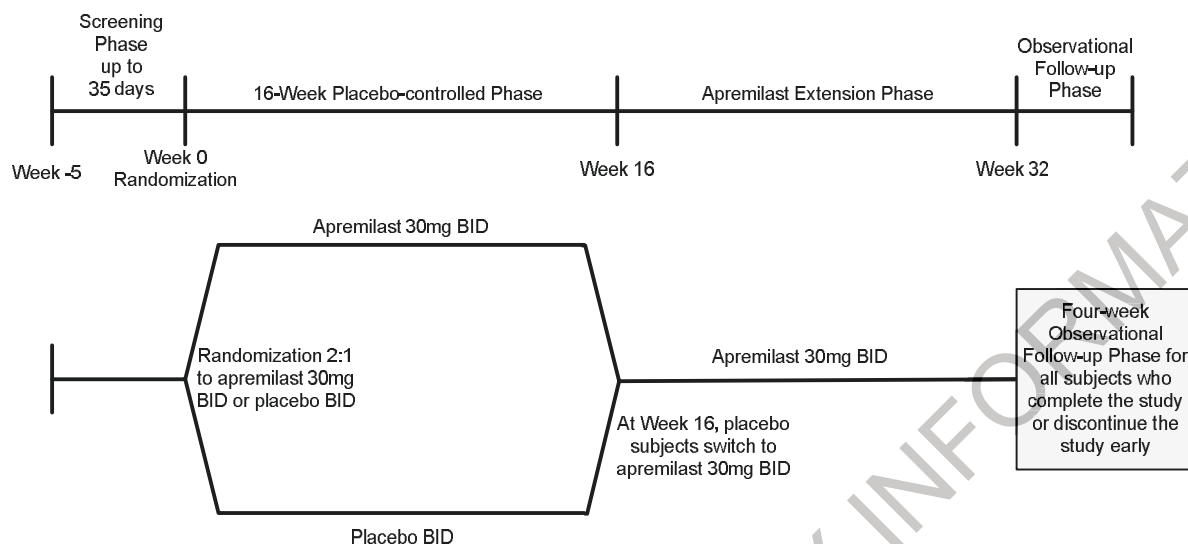 Screening
Phase
up to
35 days
16-Week Placebo-controlled Phase
Apremilast Extension Phase
Observational
Follow-up
Phase
Week -5
Week 0
Randomization
Week 16
Week 32
Apremilast 30mg BID
Randomization 2:1
to apremilast 30mg
BID or placebo BID
Apremilast 30mg BID
At Week 16, placebo
subjects switch to
apremilast 30mg BID
Four-week
Observational
Follow-up Phase for
all subjects who
complete the study
or discontinue the
study early
Placebo BID